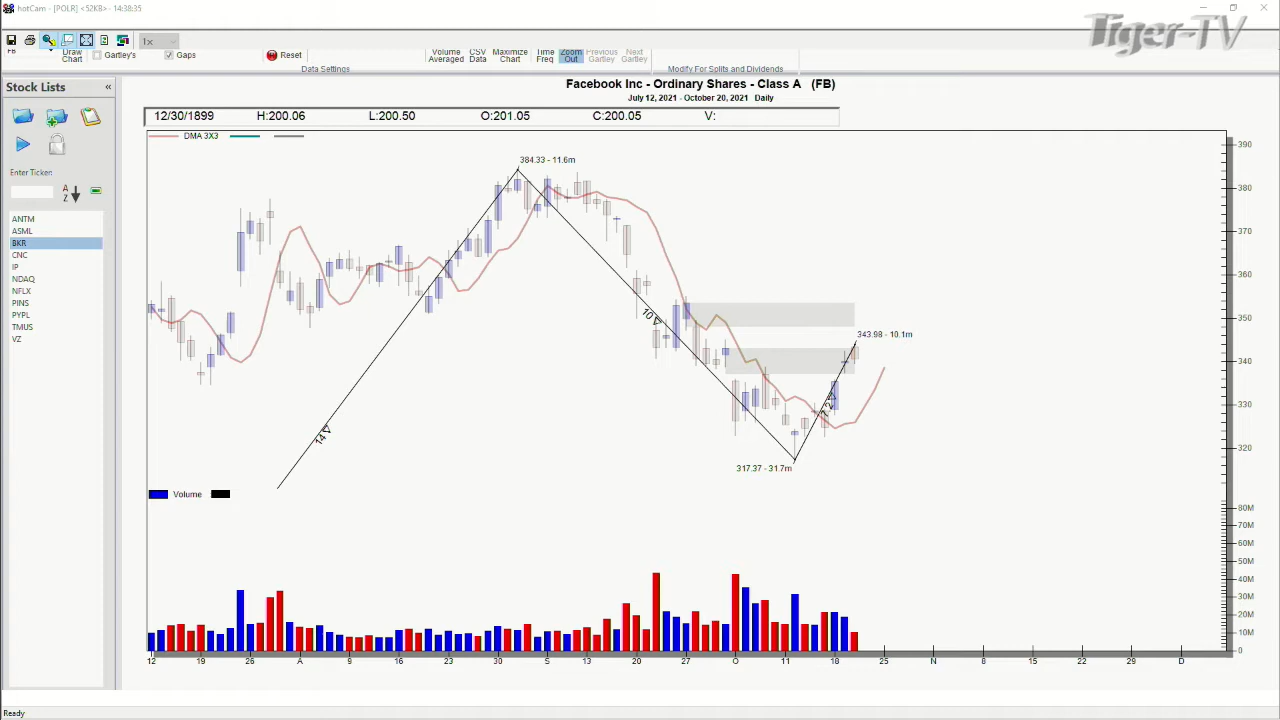 hotCam - [POLR] <52KB> - 14:38:35
Tiger-TV
1x
FB
Draw Chart
Gartley's
Gaps
Reset
Volume Averaged
CSV Data
Maximize Chart
Time Freq
Zoom Out
Previous Gartley
Next Gartley
Data Settings
Modify For Splits and Dividends
Stock Lists «
Facebook Inc - Ordinary Shares - Class A (FB)
July 12, 2021 - October 20, 2021 Daily
12/30/1899 H:200.06 L:200.50 O:201.05 C:200.05 V:
DMA 3X3
Enter Ticker:
A Z
ANTM
ASML
BKR
CNC
IP
NDAQ
NFLX
PINS
PYPL
TMUS
VZ
384.33 - 11.6m
343.98 - 10.1m
317.37 - 31.7m
14
10
390
380
370
360
350
340
330
320
Volume
80M
70M
60M
50M
40M
30M
20M
10M
0
12 19 26 A 9 16 23 30 5 13 20 27 O 11 18 25 N 8 15 22 29 D
Ready